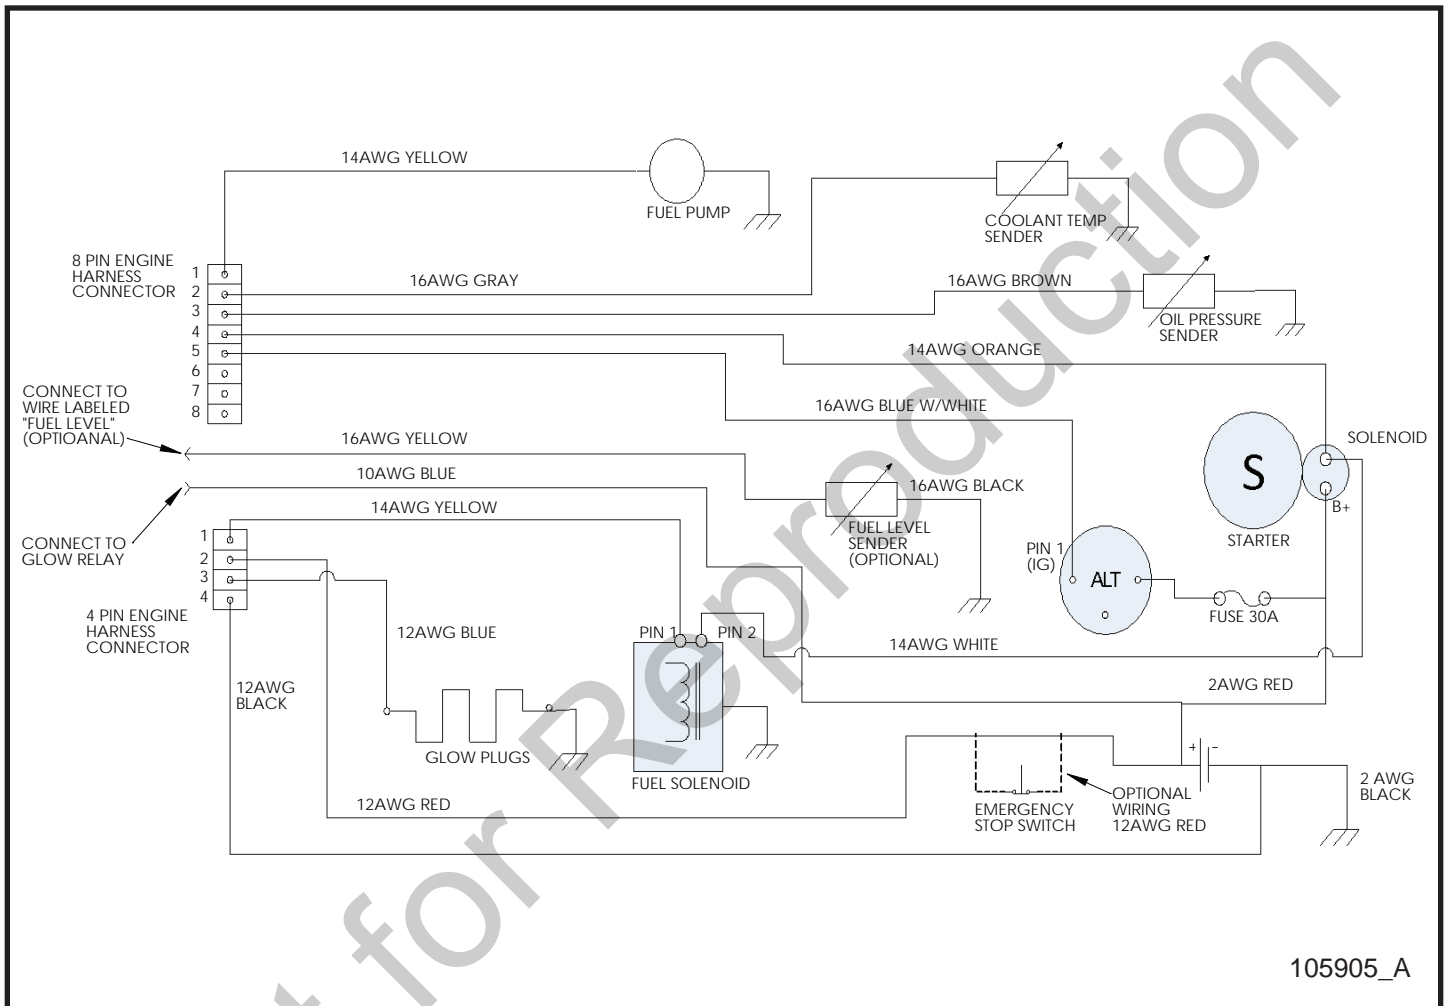 14AWG YELLOW
FUEL PUMP
COOLANT TEMP
SENDER
8 PIN ENGINE
HARNESS
CONNECTOR
1
2
3
4
5
6
7
8
16AWG GRAY
16AWG BROWN
OIL PRESSURE
SENDER
14AWG ORANGE
CONNECT TO
WIRE LABELED
"FUEL LEVEL"
(OPTIOANAL)
16AWG BLUE W/WHITE
16AWG YELLOW
SOLENOID
S
B+
STARTER
10AWG BLUE
16AWG BLACK
14AWG YELLOW
FUEL LEVEL
SENDER
(OPTIONAL)
CONNECT TO
GLOW RELAY
1
2
3
4
PIN 1
(IG)
ALT
FUSE 30A
4 PIN ENGINE
HARNESS
CONNECTOR
12AWG BLUE
PIN 1
PIN 2
14AWG WHITE
12AWG
BLACK
2AWG RED
GLOW PLUGS
FUEL SOLENOID
+
-
12AWG RED
EMERGENCY
STOP SWITCH
OPTIONAL
WIRING
12AWG RED
2 AWG
BLACK
105905_A
t for Reproduction